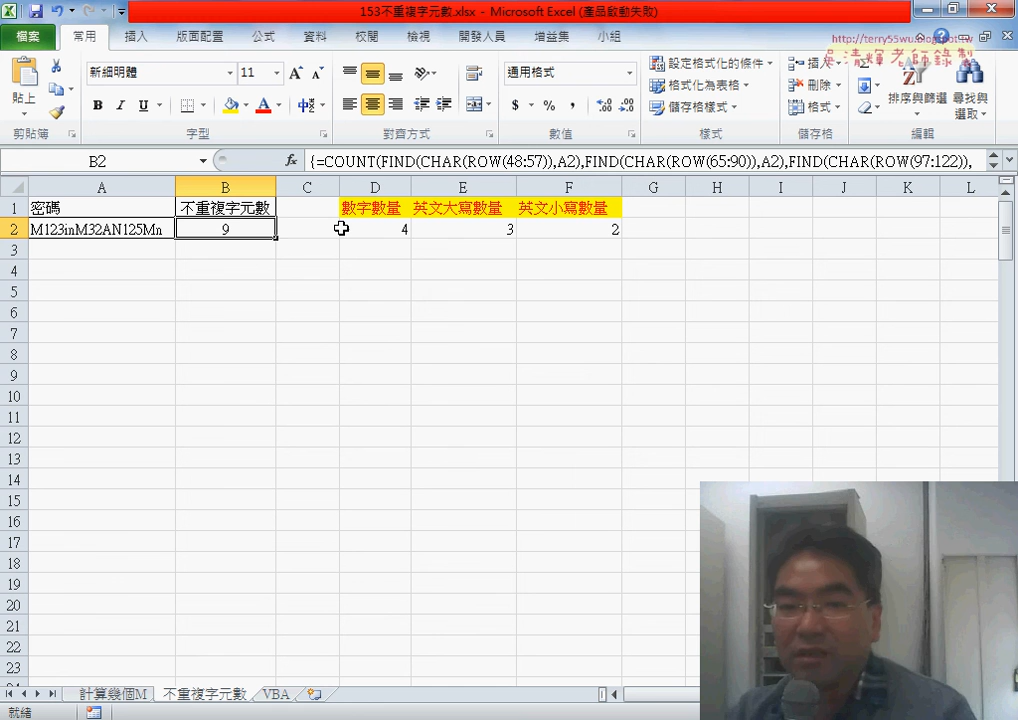 153不重複字元數.xlsx - Microsoft Excel (產品啟動失敗)
檔案 常用 插入 版面配置 公式 資料 校閱 檢視 開發人員 增益集 小組
http://terry55wu.blogspot.tw
吳清輝老師錄製
貼上 新細明體 11 通用格式 設定格式化的條件 插入
B I U 中 $ % , 格式化為表格 刪除 排序與篩選 尋找與選取
儲存格樣式 格式
剪貼簿 字型 對齊方式 數值 樣式 儲存格 編輯
B2 fx {=COUNT(FIND(CHAR(ROW(48:57)),A2),FIND(CHAR(ROW(65:90)),A2),FIND(CHAR(ROW(97:122)),
A B C D E F G H I J K L
1 密碼 不重複字元數 數字數量 英文大寫數量 英文小寫數量
2 M123inM32AN125Mn 9 4 3 2
3
4
5
6
7
8
9
10
11
12
13
14
15
16
17
18
19
20
21
22
23
計算幾個M 不重複字元數 VBA
就緒